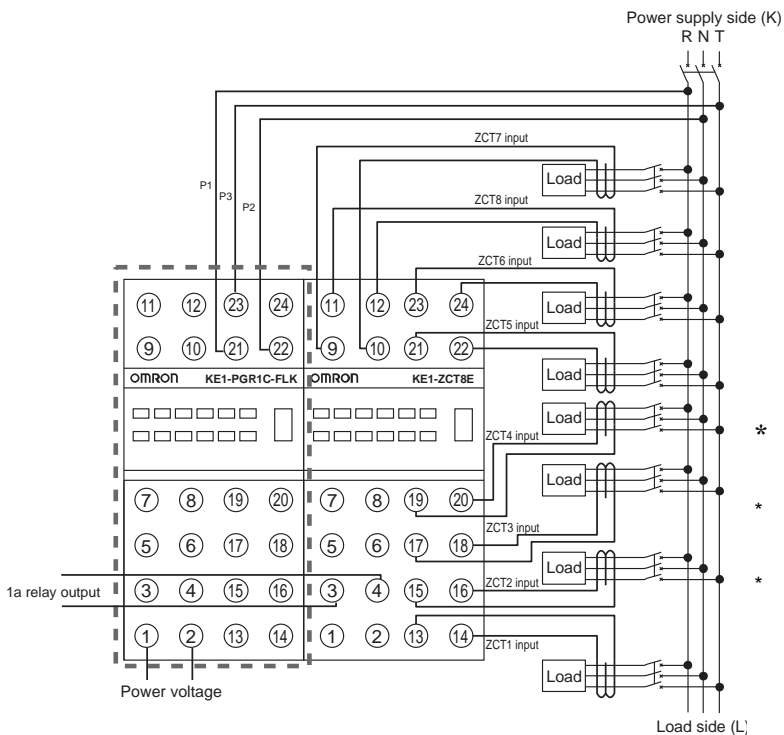 Power supply side (K)
R N T
ZCT7 input
P1
P3
P2
ZCT8 input
ZCT6 input
ZCT5 input
ZCT4 input
ZCT3 input
ZCT2 input
ZCT1 input
Load
Load
Load
Load
Load
Load
Load
Load
*
*
*
11 12 23 24 11 12 23 24
9 10 21 22 9 10 21 22
OMRON KE1-PGR1C-FLK OMRON KE1-ZCT8E
7 8 19 20 7 8 19 20
5 6 17 18 5 6 17 18
1a relay output
3 4 15 16 3 4 15 16
1 2 13 14 1 2 13 14
Power voltage
Load side (L)